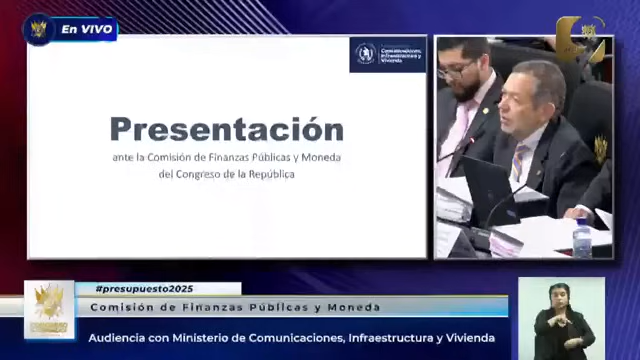 En VIVO
Comunicaciones,
Infraestructura y
Vivienda
Presentación
ante la Comisión de Finanzas Públicas y Moneda
del Congreso de la República
#presupuesto2025
Comisión de Finanzas Públicas y Moneda
CONGRESO
Audiencia con Ministerio de Comunicaciones, Infraestructura y Vivienda